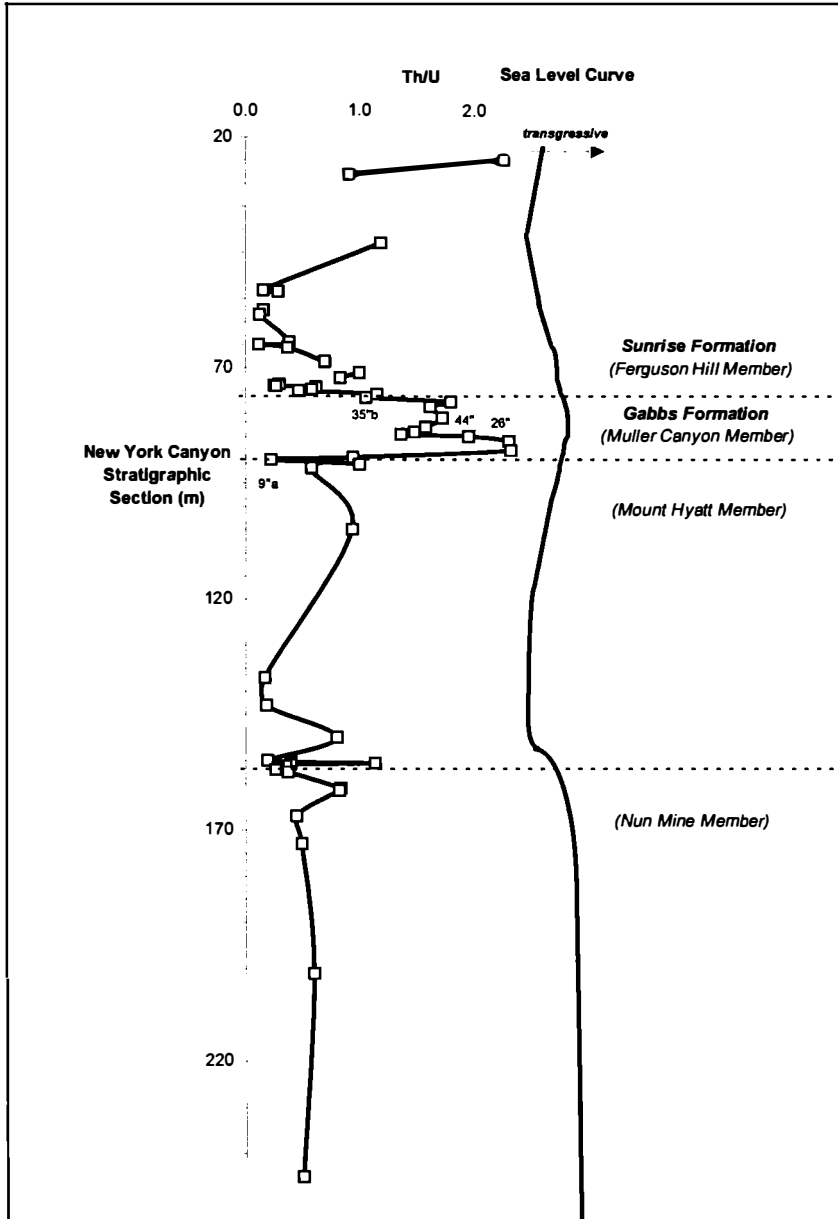 Th/U Sea Level Curve
0.0 1.0 2.0
transgressive
20
70
Sunrise Formation
(Ferguson Hill Member)
35"b 44" 26"
Gabbs Formation
(Muller Canyon Member)
New York Canyon
Stratigraphic
Section (m)
9"a
(Mount Hyatt Member)
120
170
(Nun Mine Member)
220